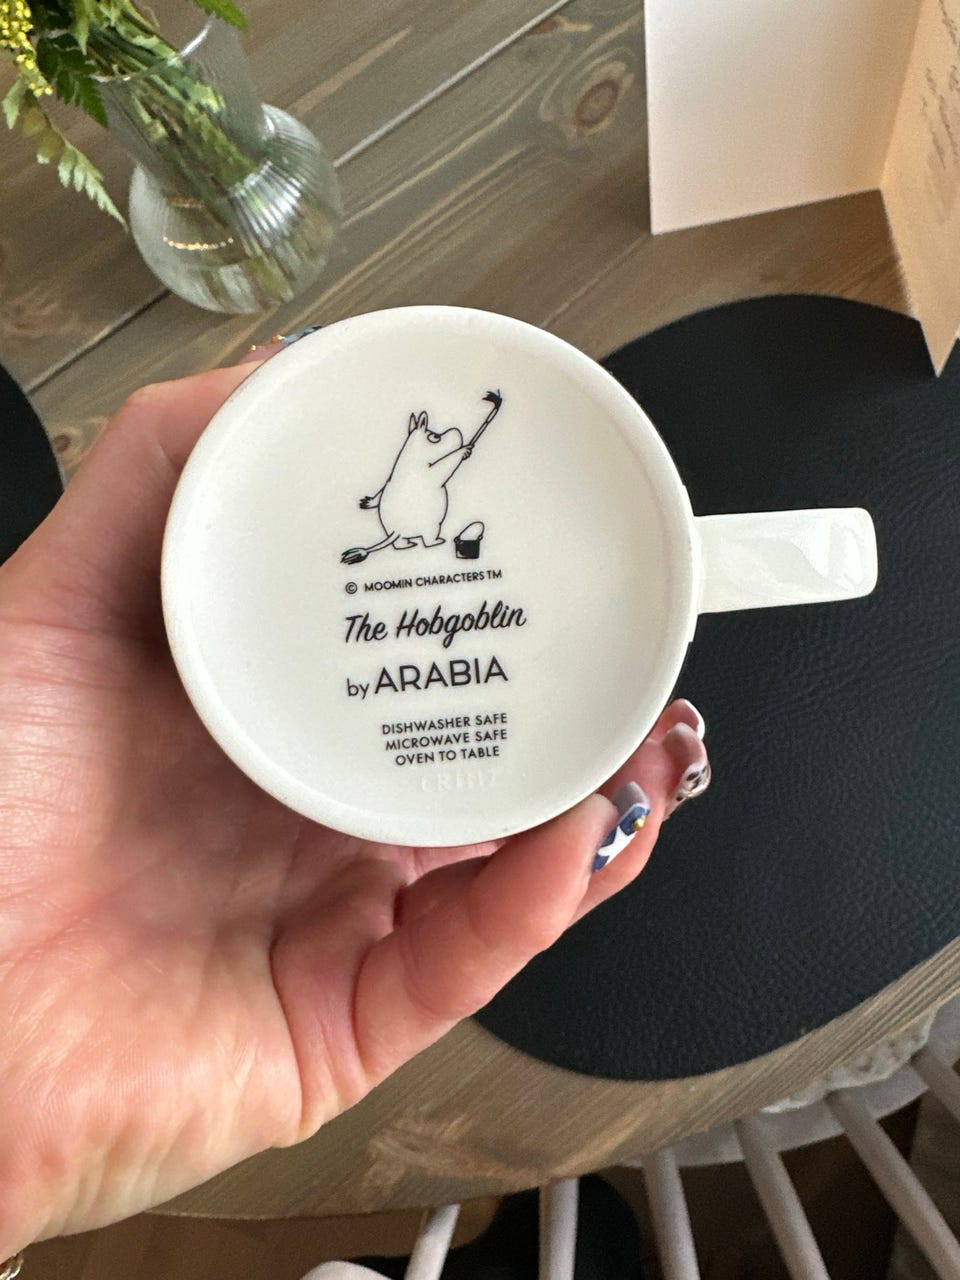 © MOOMIN CHARACTERS TM
The Hobgoblin
by ARABIA
DISHWASHER SAFE
MICROWAVE SAFE
OVEN TO TABLE